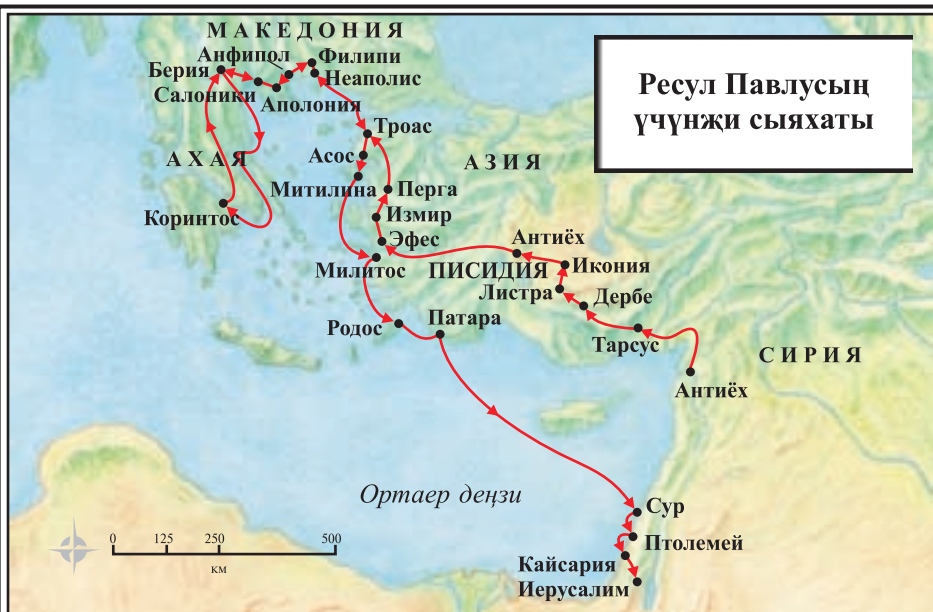 МАКЕДОНИЯ
Анфипол
Филипи
Берия
Неаполис
Салоники
Аполония
Ресул Павлусың
үчүнҗи сыяхаты
Троас
Асос
АХАЯ
АЗИЯ
Митилина
Перга
Коринтос
Измир
Эфес
Антиёх
Милитос
ПИСИДИЯ
Икония
Листра
Дербе
Родос
Патара
Тарсус
СИРИЯ
Антиёх
Ортаер деңзи
Сур
Птолемей
Кайсария
Иерусалим
0 125 250 500
км